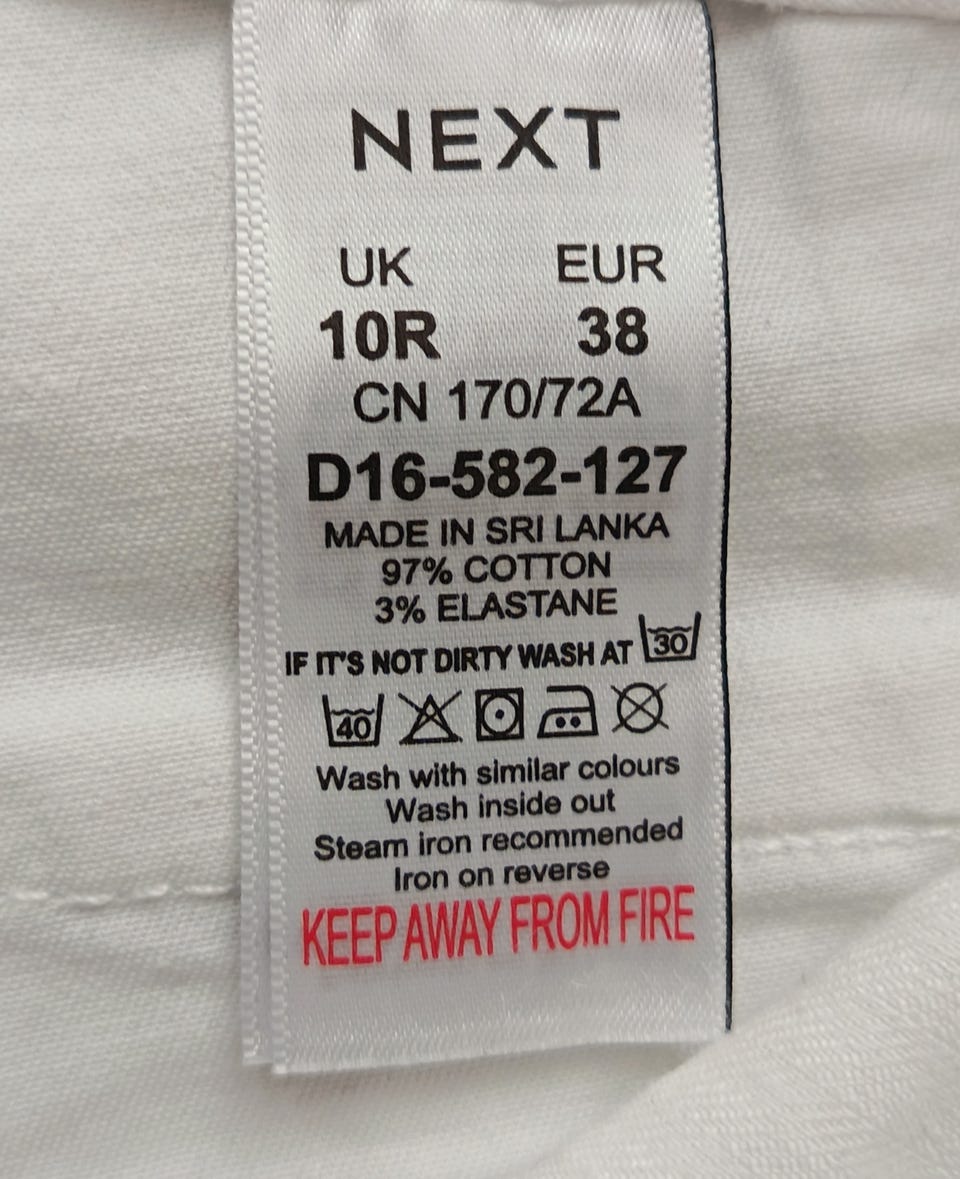 NEXT
UK EUR
10R 38
CN 170/72A
D16-582-127
MADE IN SRI LANKA
97% COTTON
3% ELASTANE
IF IT'S NOT DIRTY WASH AT 30
40
Wash with similar colours
Wash inside out
Steam iron recommended
Iron on reverse
KEEP AWAY FROM FIRE